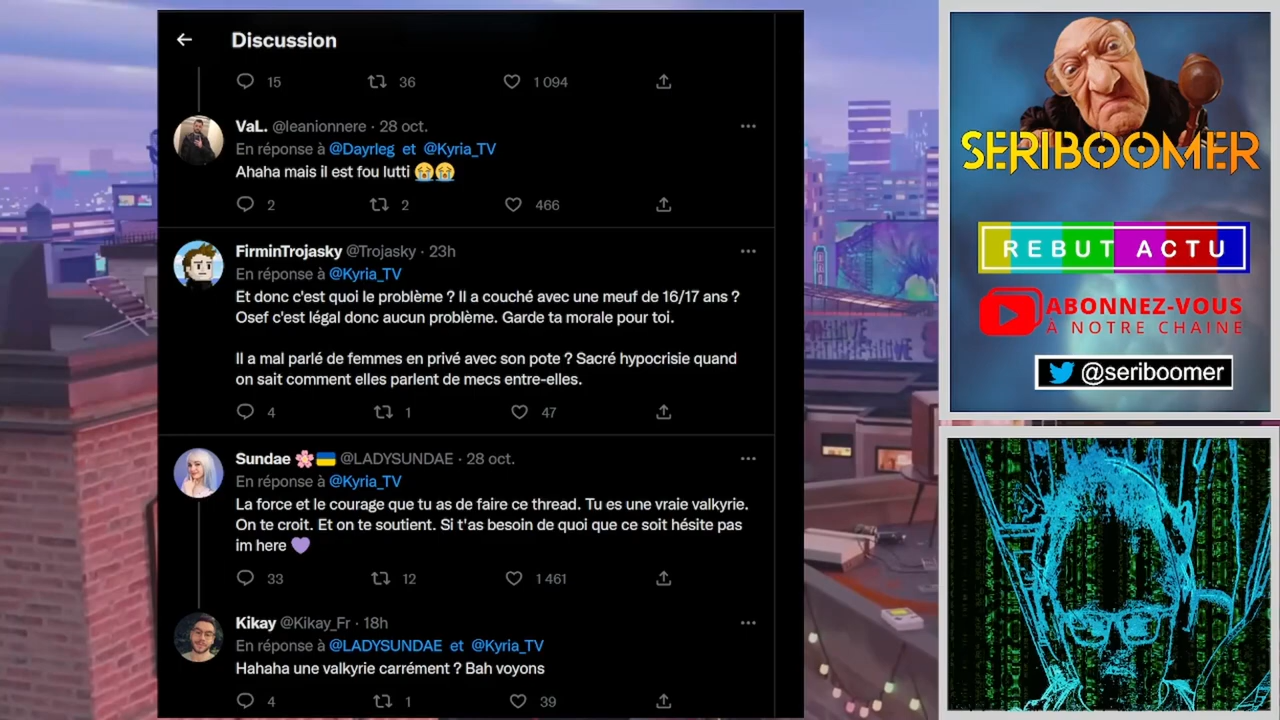 Discussion
15 36 1 094
VaL. @leanionnere · 28 oct.
En réponse à @Dayrleg et @Kyria_TV
Ahaha mais il est fou lutti 😭😭
2 2 466
FirminTrojasky @Trojasky · 23h
En réponse à @Kyria_TV
Et donc c'est quoi le problème ? Il a couché avec une meuf de 16/17 ans ?
Osef c'est légal donc aucun problème. Garde ta morale pour toi.
Il a mal parlé de femmes en privé avec son pote ? Sacré hypocrisie quand
on sait comment elles parlent de mecs entre-elles.
4 1 47
Sundae 🌸🇺🇦 @LADYSUNDAE · 28 oct.
En réponse à @Kyria_TV
La force et le courage que tu as de faire ce thread. Tu es une vraie valkyrie.
On te croit. Et on te soutient. Si t'as besoin de quoi que ce soit hésite pas
im here 💜
33 12 1 461
Kikay @Kikay_Fr · 18h
En réponse à @LADYSUNDAE et @Kyria_TV
Hahaha une valkyrie carrément ? Bah voyons
4 1 39
SERIBOOMER
REBUT ACTU
ABONNEZ-VOUS
À NOTRE CHAINE
@seriboomer